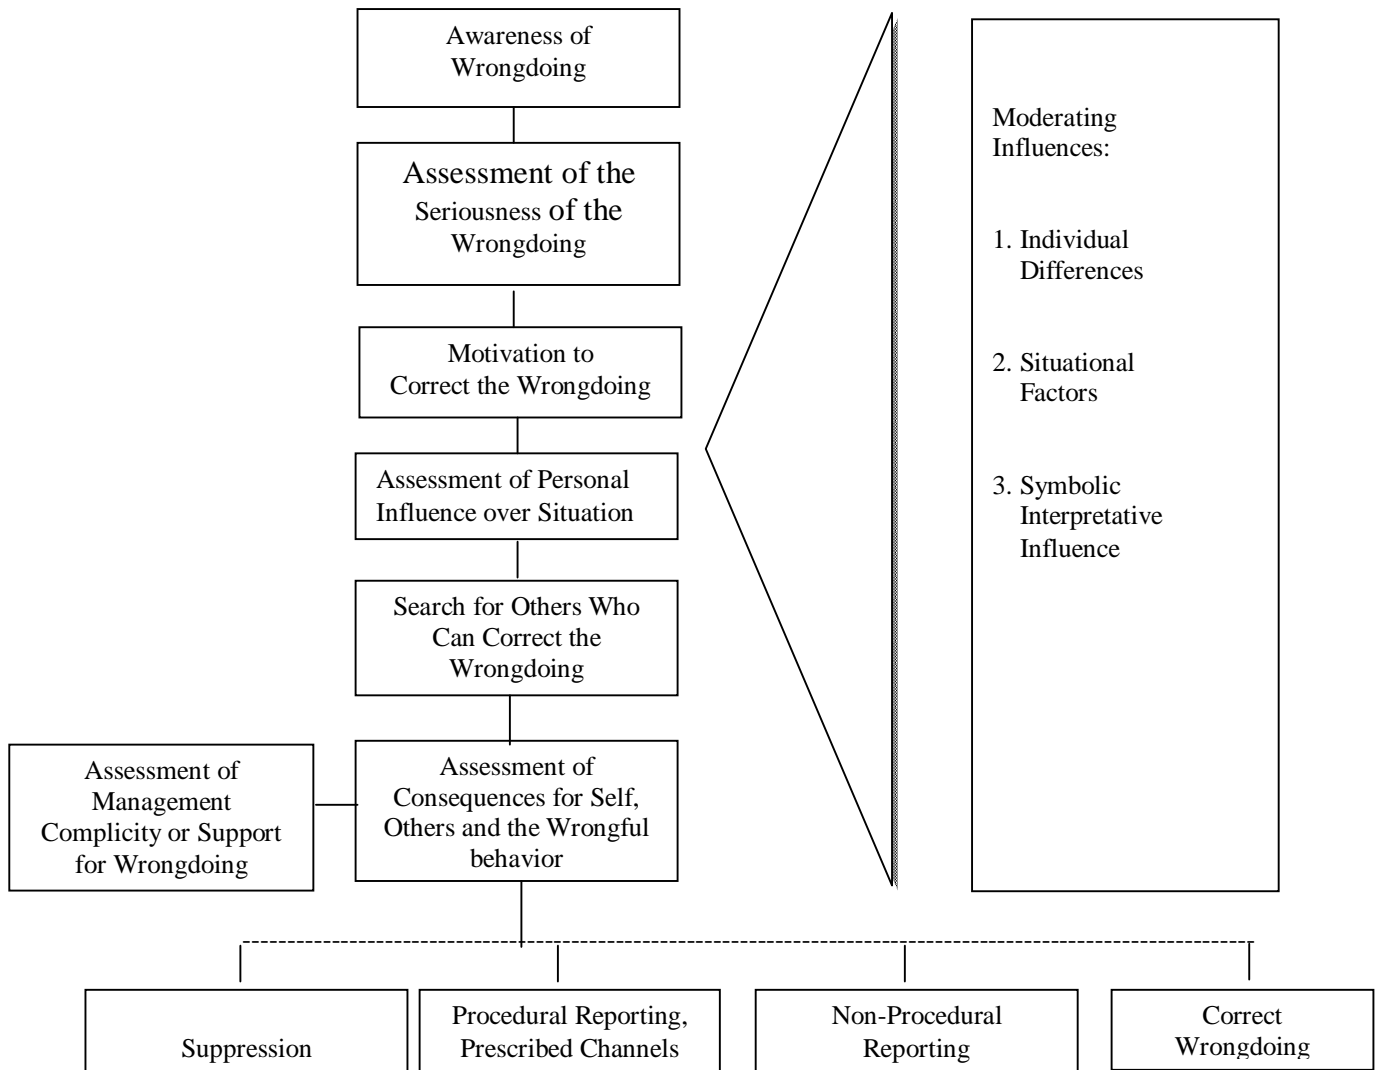 Awareness of
Wrongdoing
Assessment of the
Seriousness of the
Wrongdoing
Motivation to
Correct the Wrongdoing
Assessment of Personal
Influence over Situation
Search for Others Who
Can Correct the
Wrongdoing
Assessment of
Management
Complicity or Support
for Wrongdoing
Assessment of
Consequences for Self,
Others and the Wrongful
behavior
Moderating
Influences:
1. Individual
Differences
2. Situational
Factors
3. Symbolic
Interpretative
Influence
Suppression
Procedural Reporting,
Prescribed Channels
Non-Procedural
Reporting
Correct
Wrongdoing